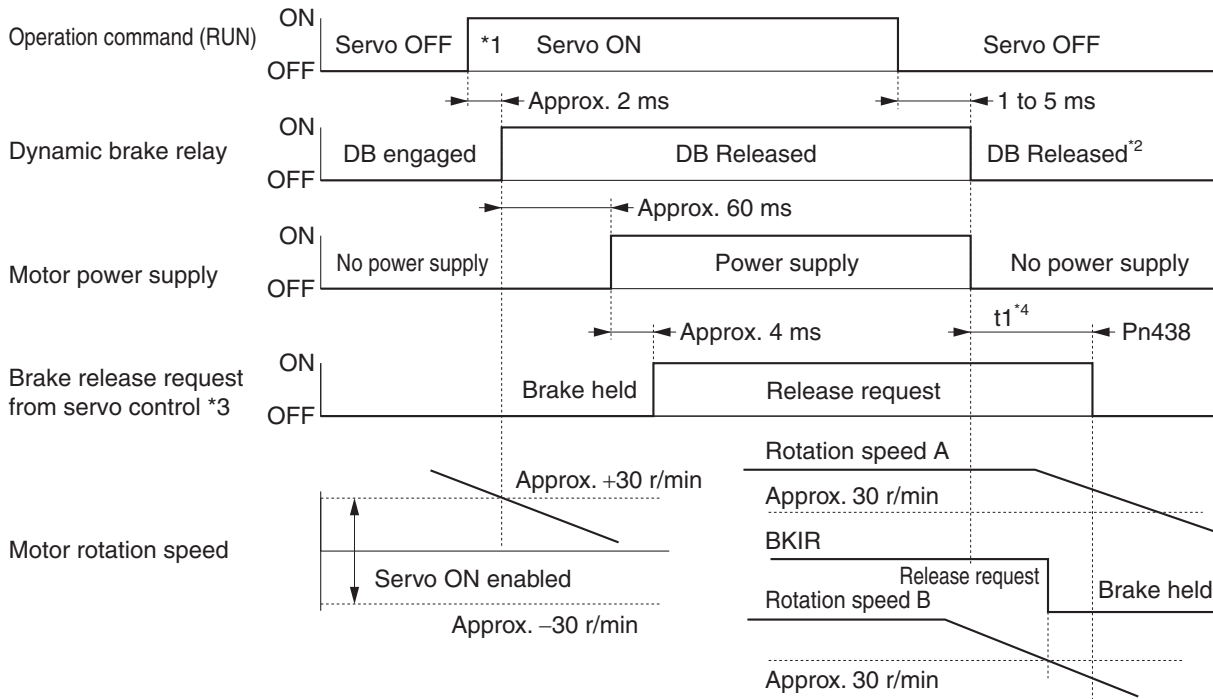 Operation command (RUN)
ON
OFF
Servo OFF
*1
Servo ON
Servo OFF
Approx. 2 ms
1 to 5 ms
Dynamic brake relay
ON
OFF
DB engaged
DB Released
DB Released*2
Approx. 60 ms
Motor power supply
ON
OFF
No power supply
Power supply
No power supply
Approx. 4 ms
t1*4
Pn438
Brake release request
from servo control *3
ON
OFF
Brake held
Release request
Motor rotation speed
Approx. +30 r/min
Servo ON enabled
Approx. −30 r/min
Rotation speed A
Approx. 30 r/min
BKIR
Release request
Brake held
Rotation speed B
Approx. 30 r/min